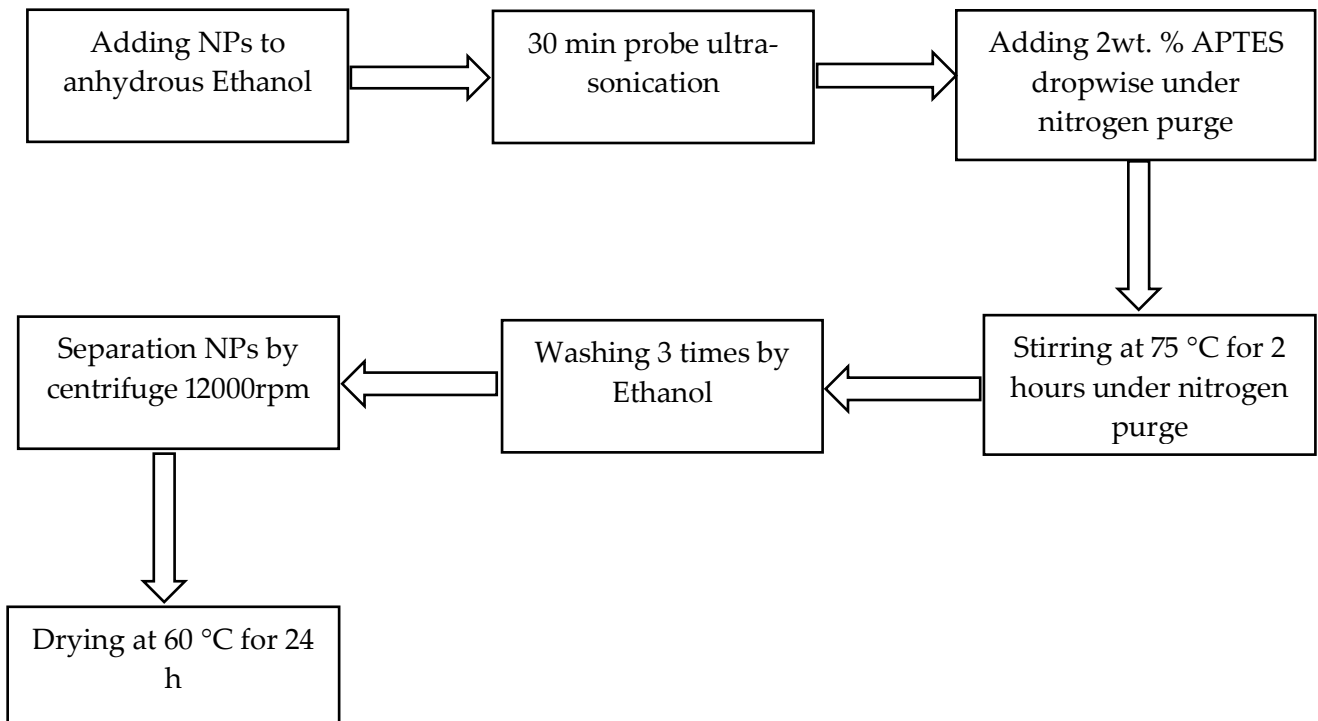 Adding NPs to
anhydrous Ethanol
30 min probe ultra-
sonication
Adding 2wt. % APTES
dropwise under
nitrogen purge
Stirring at 75 °C for 2
hours under nitrogen
purge
Washing 3 times by
Ethanol
Separation NPs by
centrifuge 12000rpm
Drying at 60 °C for 24
h